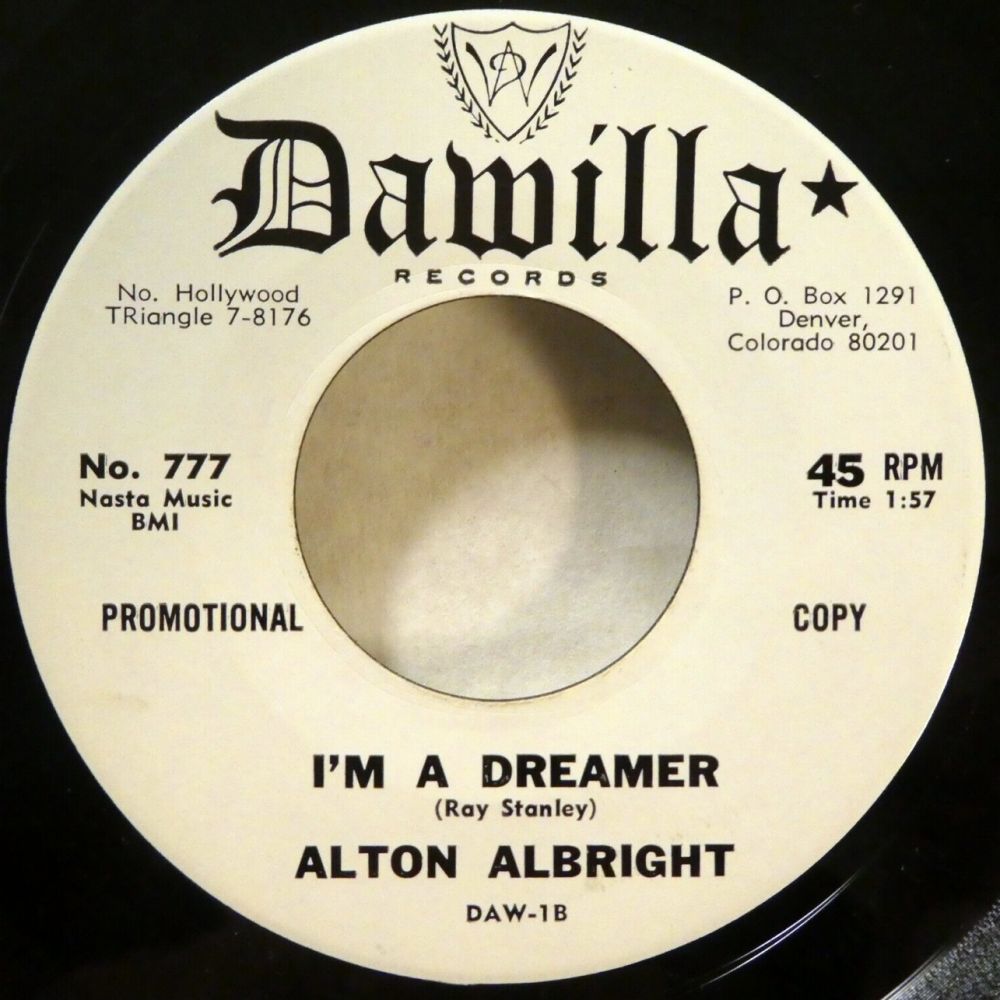 Dawilla★
RECORDS
No. Hollywood
TRiangle 7-8176
P. O. Box 1291
Denver,
Colorado 80201
No. 777
Nasta Music
BMI
45 RPM
Time 1:57
PROMOTIONAL COPY
I'M A DREAMER
(Ray Stanley)
ALTON ALBRIGHT
DAW-1B